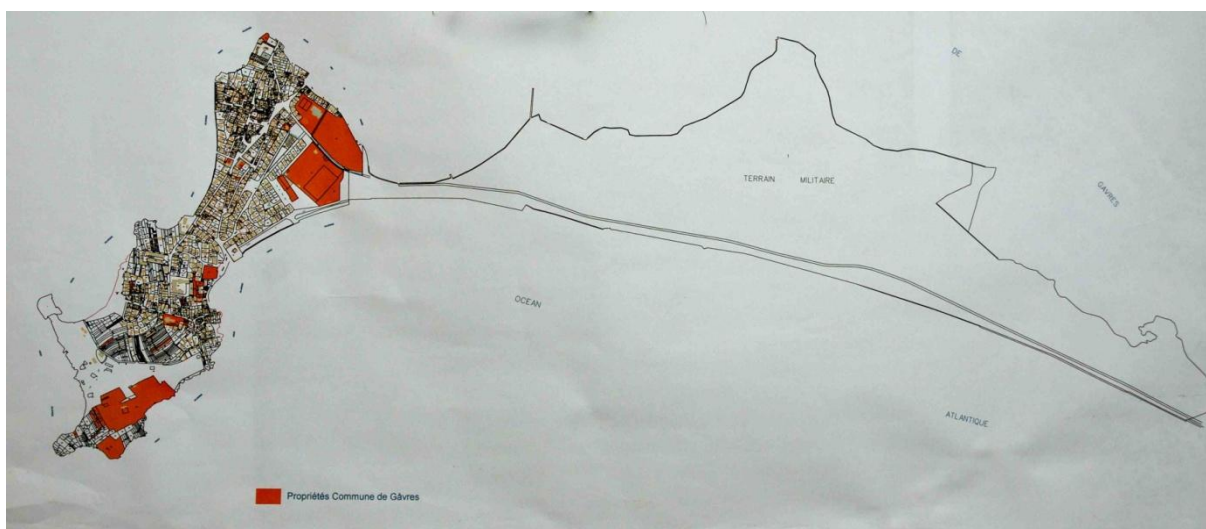 DE
TERRAIN MILITAIRE
GAVRES
OCEAN
ATLANTIQUE
Propriétés Commune de Gâvres